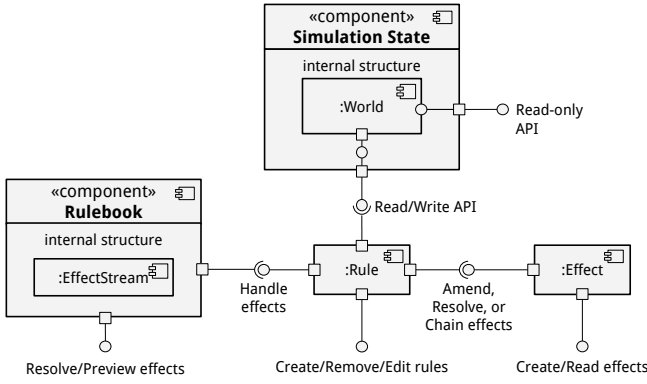 «component»
Simulation State
internal structure
:World
Read-only
API
«component»
Rulebook
internal structure
:EffectStream
Read/Write API
:Rule
:Effect
Handle
effects
Amend,
Resolve, or
Chain effects
Resolve/Preview effects
Create/Remove/Edit rules
Create/Read effects